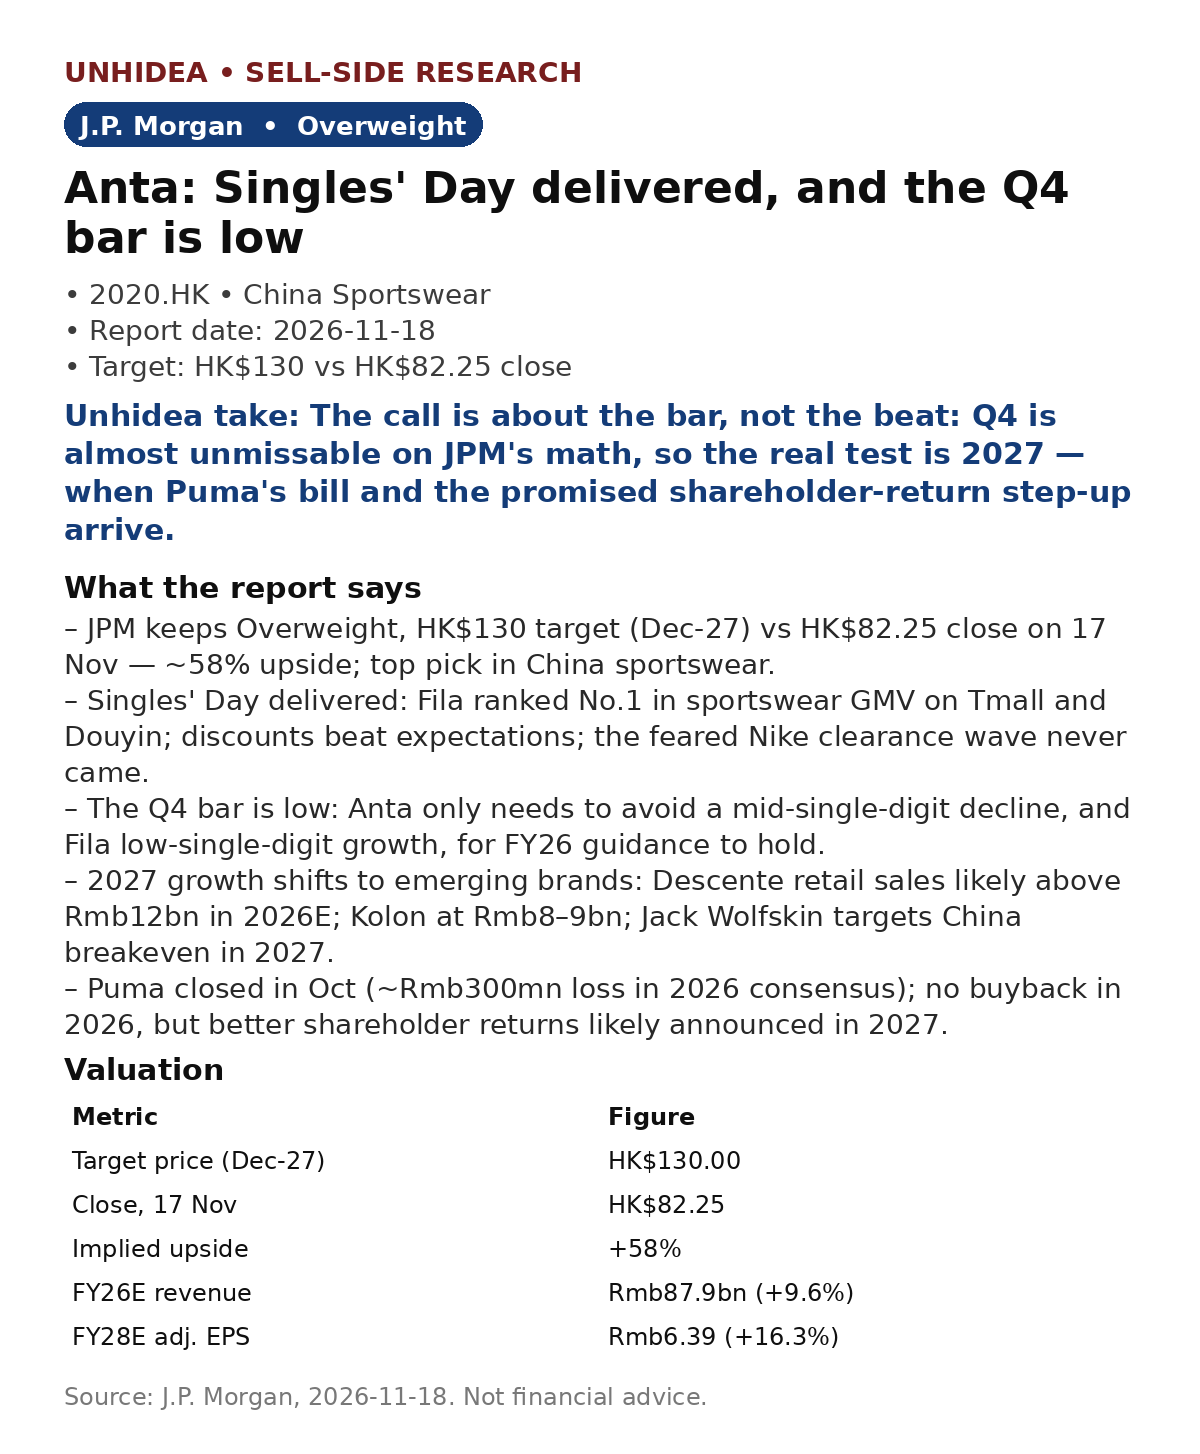 UNHIDEA • SELL-SIDE RESEARCH
J.P. Morgan • Overweight
Anta: Singles' Day delivered, and the Q4
bar is low
• 2020.HK • China Sportswear
• Report date: 2026-11-18
• Target: HK$130 vs HK$82.25 close
Unhidea take: The call is about the bar, not the beat: Q4 is
almost unmissable on JPM's math, so the real test is 2027 —
when Puma's bill and the promised shareholder-return step-up
arrive.
What the report says
– JPM keeps Overweight, HK$130 target (Dec-27) vs HK$82.25 close on 17
Nov — ~58% upside; top pick in China sportswear.
– Singles' Day delivered: Fila ranked No.1 in sportswear GMV on Tmall and
Douyin; discounts beat expectations; the feared Nike clearance wave never
came.
– The Q4 bar is low: Anta only needs to avoid a mid-single-digit decline, and
Fila low-single-digit growth, for FY26 guidance to hold.
– 2027 growth shifts to emerging brands: Descente retail sales likely above
Rmb12bn in 2026E; Kolon at Rmb8–9bn; Jack Wolfskin targets China
breakeven in 2027.
– Puma closed in Oct (~Rmb300mn loss in 2026 consensus); no buyback in
2026, but better shareholder returns likely announced in 2027.
Valuation
Metric Figure
Target price (Dec-27) HK$130.00
Close, 17 Nov HK$82.25
Implied upside +58%
FY26E revenue Rmb87.9bn (+9.6%)
FY28E adj. EPS Rmb6.39 (+16.3%)
Source: J.P. Morgan, 2026-11-18. Not financial advice.